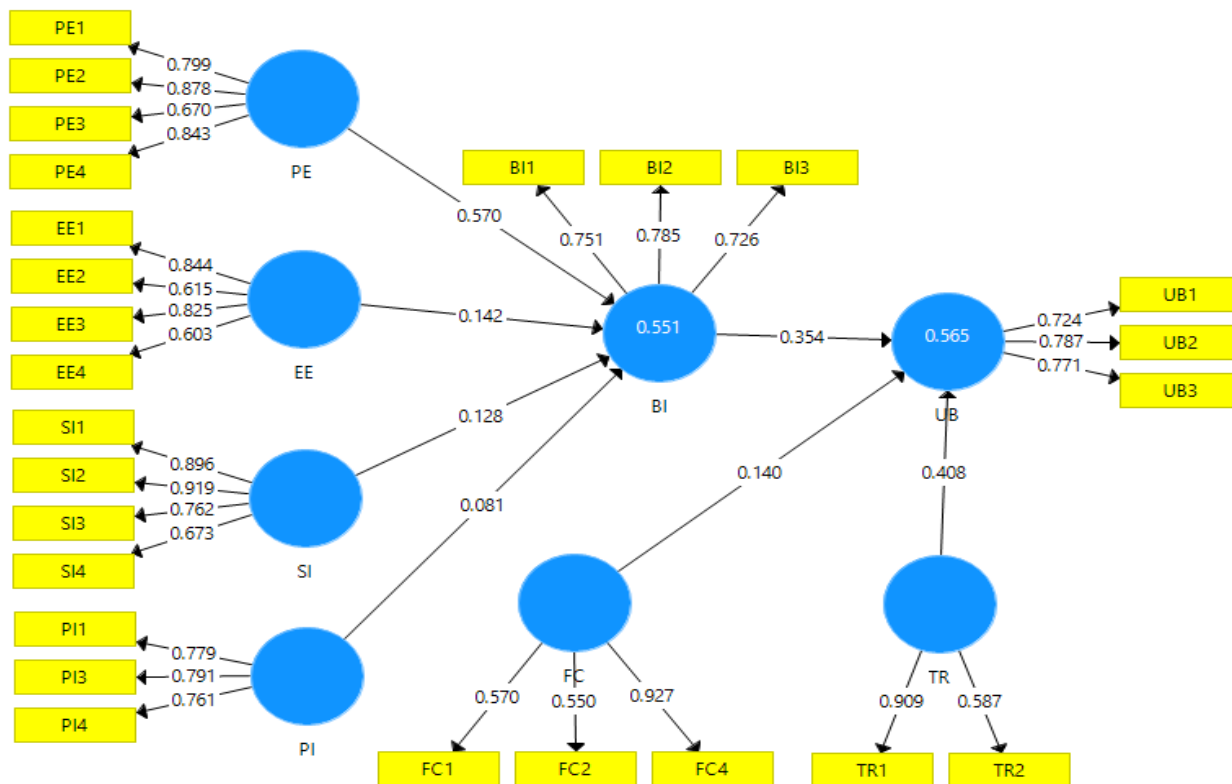 PE1
PE2
PE3
PE4
0.799
0.878
0.670
0.843
PE
EE1
EE2
EE3
EE4
0.844
0.615
0.825
0.603
EE
SI1
SI2
SI3
SI4
0.896
0.919
0.762
0.673
SI
PI1
PI3
PI4
0.779
0.791
0.761
PI
0.570
0.142
0.128
0.081
BI1
BI2
BI3
0.751
0.785
0.726
0.551
BI
0.354
0.565
UB
0.724
0.787
0.771
UB1
UB2
UB3
0.140
0.408
FC
0.570
0.550
0.927
FC1
FC2
FC4
TR
0.909
0.587
TR1
TR2